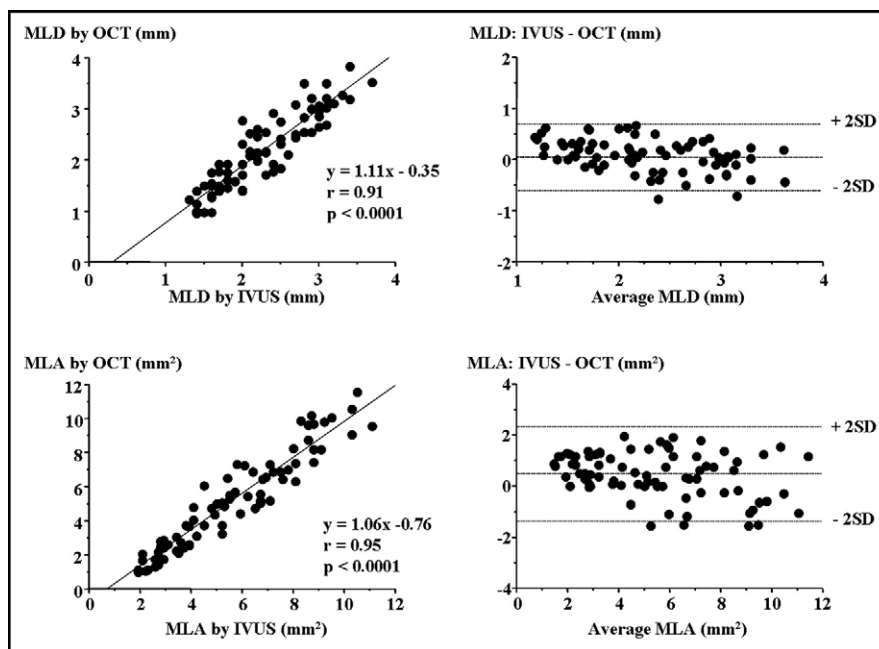 MLD by OCT (mm)
4
3
2
1
0
0 1 2 3 4
MLD by IVUS (mm)
y = 1.11x - 0.35
r = 0.91
p < 0.0001
MLD: IVUS - OCT (mm)
2
1
0
-1
-2
1 2 3 4
Average MLD (mm)
+ 2SD
- 2SD
MLA by OCT (mm²)
12
10
8
6
4
2
0
0 2 4 6 8 10 12
MLA by IVUS (mm²)
y = 1.06x -0.76
r = 0.95
p < 0.0001
MLA: IVUS - OCT (mm²)
4
2
0
-2
-4
0 2 4 6 8 10 12
Average MLA (mm²)
+ 2SD
- 2SD